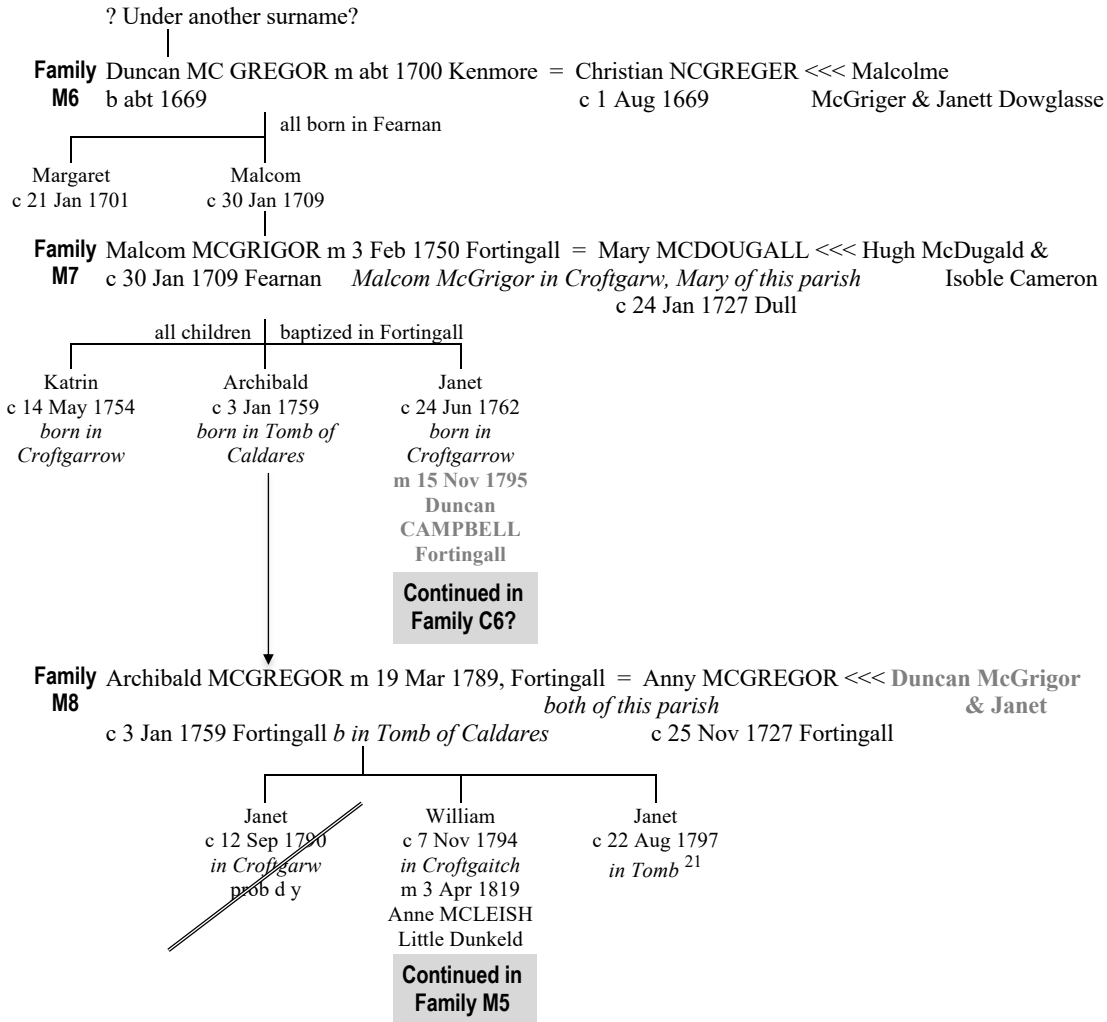 ? Under another surname?
Family Duncan MC GREGOR m abt 1700 Kenmore = Christian NCGREGER <<< Malcolme
M6 b abt 1669 c 1 Aug 1669 McGriger & Janett Dowglasse
all born in Fearnan
Margaret Malcom
c 21 Jan 1701 c 30 Jan 1709
Family Malcom MCGRIGOR m 3 Feb 1750 Fortingall = Mary MCDOUGALL <<< Hugh McDugald &
M7 c 30 Jan 1709 Fearnan Malcom McGrigor in Croftgarw, Mary of this parish Isoble Cameron
c 24 Jan 1727 Dull
all children baptized in Fortingall
Katrin Archibald Janet
c 14 May 1754 c 3 Jan 1759 c 24 Jun 1762
born in born in Tomb of born in
Croftgarrow Caldares Croftgarrow
m 15 Nov 1795
Duncan
CAMPBELL
Fortingall
Continued in
Family C6?
Family Archibald MCGREGOR m 19 Mar 1789, Fortingall = Anny MCGREGOR <<< Duncan McGrigor
M8 both of this parish & Janet
c 3 Jan 1759 Fortingall b in Tomb of Caldares c 25 Nov 1727 Fortingall
Janet William Janet
c 12 Sep 1790 c 7 Nov 1794 c 22 Aug 1797
in Croftgarw in Croftgaitch in Tomb 21
prob d y m 3 Apr 1819
Anne MCLEISH
Little Dunkeld
Continued in
Family M5